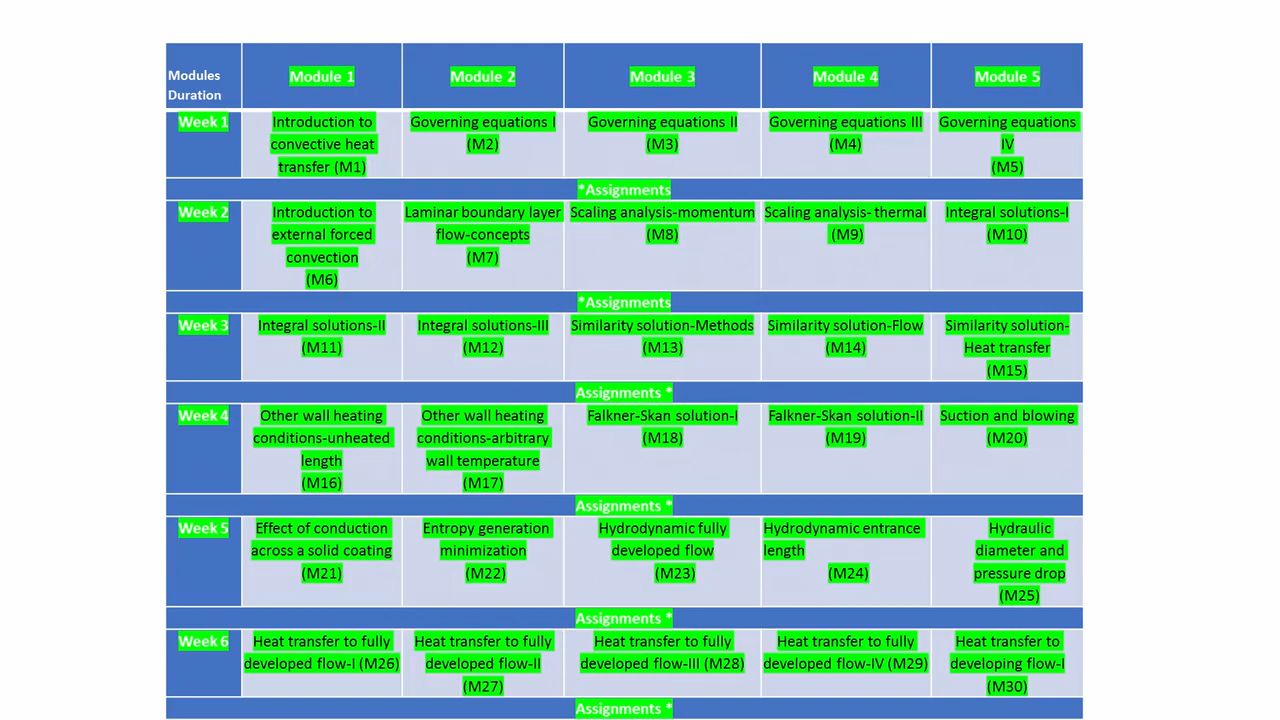 Modules
Duration
Module 1
Module 2
Module 3
Module 4
Module 5
Week 1
Introduction to
convective heat
transfer (M1)
Governing equations I
(M2)
Governing equations II
(M3)
Governing equations III
(M4)
Governing equations
IV
(M5)
*Assignments
Week 2
Introduction to
external forced
convection
(M6)
Laminar boundary layer
flow-concepts
(M7)
Scaling analysis-momentum
(M8)
Scaling analysis- thermal
(M9)
Integral solutions-I
(M10)
*Assignments
Week 3
Integral solutions-II
(M11)
Integral solutions-III
(M12)
Similarity solution-Methods
(M13)
Similarity solution-Flow
(M14)
Similarity solution-
Heat transfer
(M15)
Assignments *
Week 4
Other wall heating
conditions-unheated
length
(M16)
Other wall heating
conditions-arbitrary
wall temperature
(M17)
Falkner-Skan solution-I
(M18)
Falkner-Skan solution-II
(M19)
Suction and blowing
(M20)
Assignments *
Week 5
Effect of conduction
across a solid coating
(M21)
Entropy generation
minimization
(M22)
Hydrodynamic fully
developed flow
(M23)
Hydrodynamic entrance
length
(M24)
Hydraulic
diameter and
pressure drop
(M25)
Assignments *
Week 6
Heat transfer to fully
developed flow-I (M26)
Heat transfer to fully
developed flow-II
(M27)
Heat transfer to fully
developed flow-III (M28)
Heat transfer to fully
developed flow-IV (M29)
Heat transfer to
developing flow-I
(M30)
Assignments *